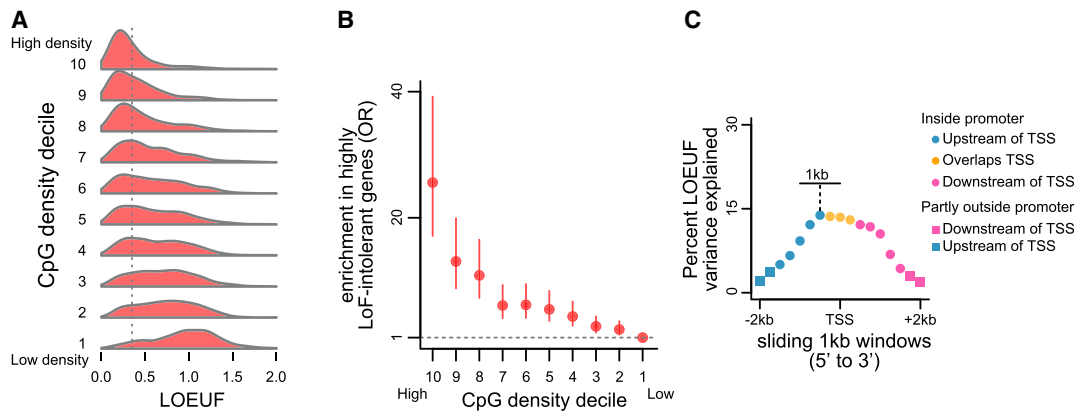 A
High density
10
9
8
7
6
5
4
3
2
1
Low density
CpG density decile
0.0 0.5 1.0 1.5 2.0
LOEUF
B
enrichment in highly
LoF-intolerant genes (OR)
40
20
1
10 9 8 7 6 5 4 3 2 1
High Low
CpG density decile
C
Percent LOEUF
variance explained
30
15
0
1kb
-2kb TSS +2kb
sliding 1kb windows
(5' to 3')
Inside promoter
Upstream of TSS
Overlaps TSS
Downstream of TSS
Partly outside promoter
Downstream of TSS
Upstream of TSS